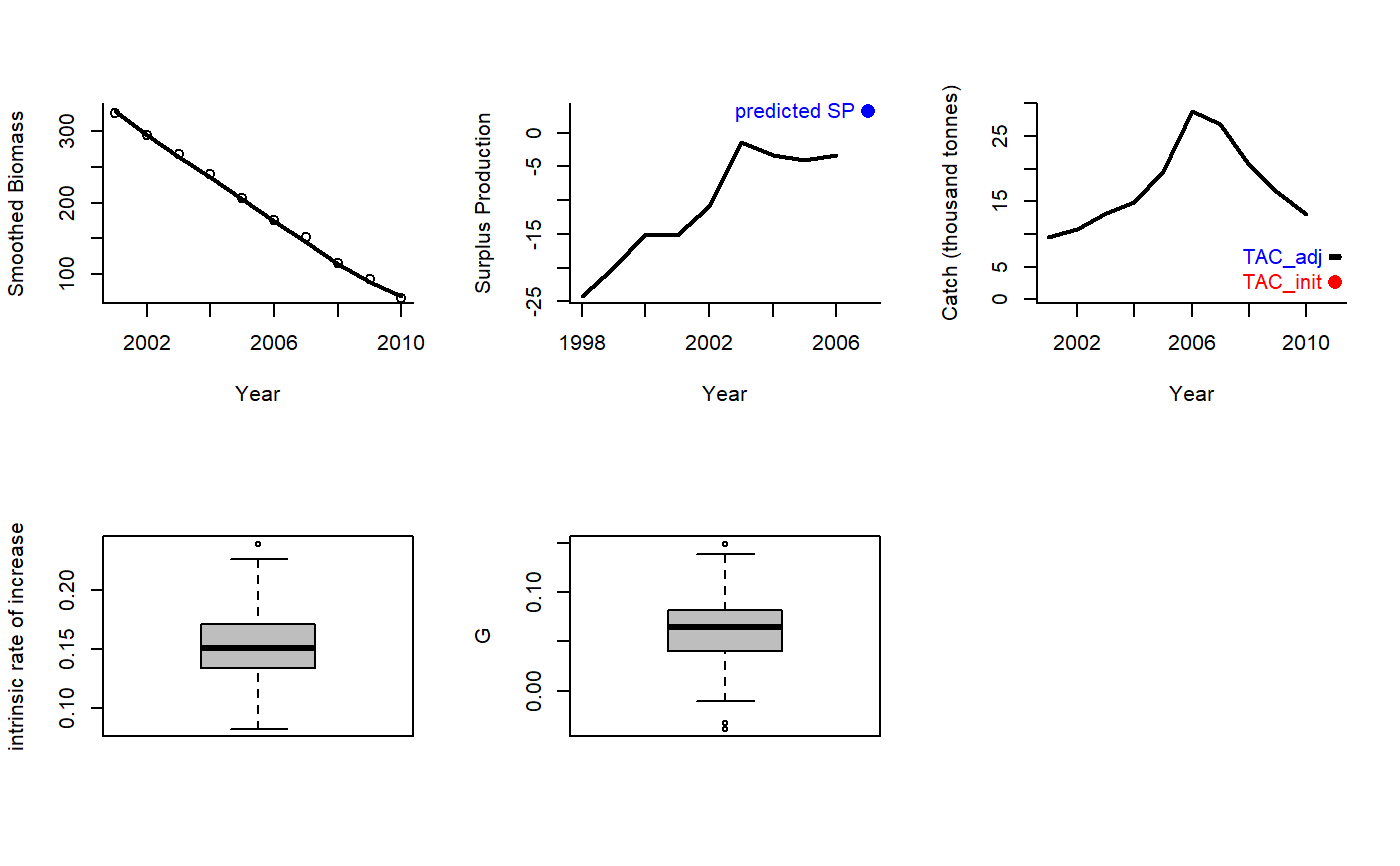 Smoothed Biomass
100
200
300
2002
2006
2010
Year
Surplus Production
-25
-15
-5
0
predicted SP
1998
2002
2006
Year
Catch (thousand tonnes)
0
5
15
25
TAC_adj
TAC_init
2002
2006
2010
Year
intrinsic rate of increase
0.10
0.15
0.20
G
0.00
0.10